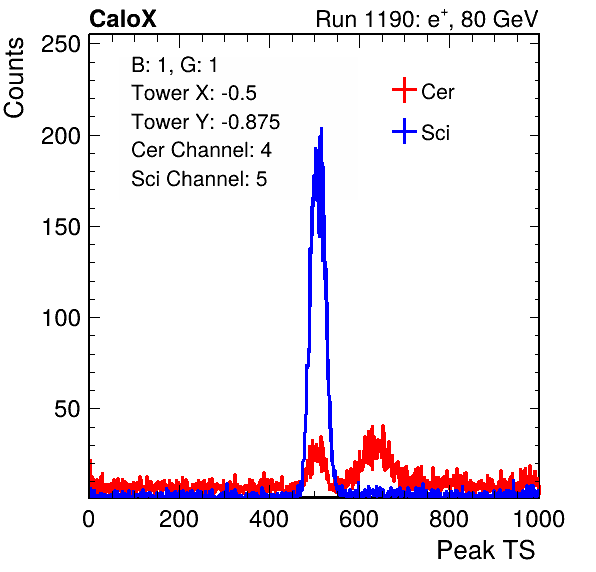 CaloX
Run 1190: e⁺, 80 GeV
Counts
250
200
150
100
50
B: 1, G: 1
Tower X: -0.5
Tower Y: -0.875
Cer Channel: 4
Sci Channel: 5
Cer
Sci
0 200 400 600 800 1000
Peak TS